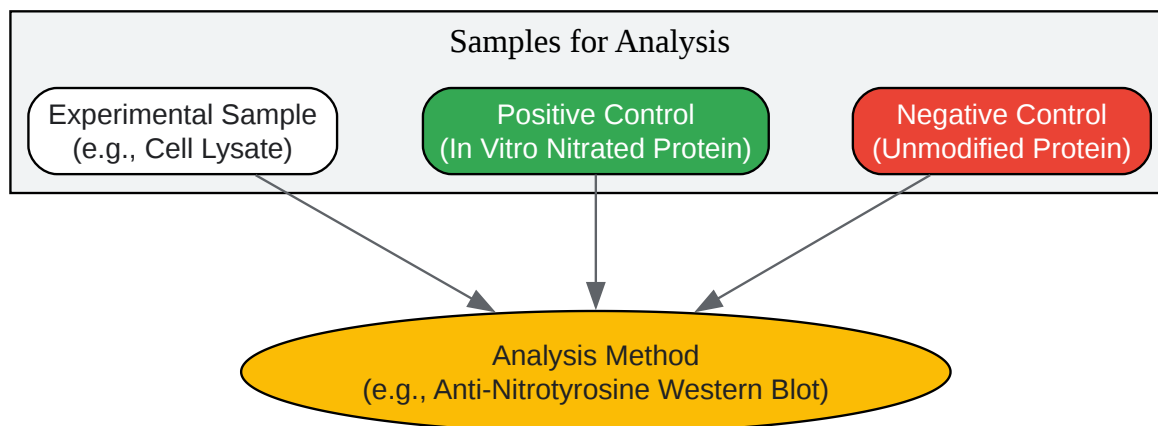 Samples for Analysis
Experimental Sample
(e.g., Cell Lysate)
Positive Control
(In Vitro Nitrated Protein)
Negative Control
(Unmodified Protein)
Analysis Method
(e.g., Anti-Nitrotyrosine Western Blot)